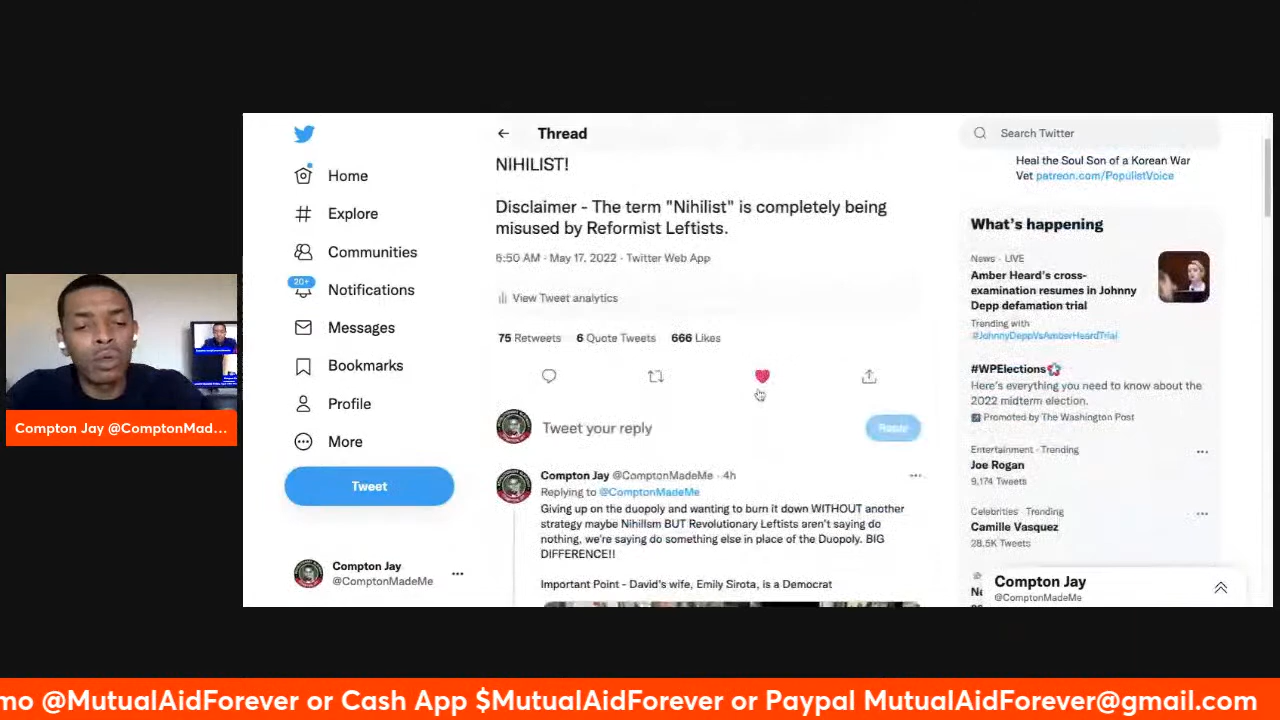 Home
Explore
Communities
20+
Notifications
Messages
Bookmarks
Profile
More
Tweet
Compton Jay
@ComptonMadeMe
Thread
NIHILIST!
Disclaimer - The term "Nihilist" is completely being
misused by Reformist Leftists.
6:50 AM · May 17, 2022 · Twitter Web App
View Tweet analytics
75 Retweets 6 Quote Tweets 666 Likes
Tweet your reply
Reply
Compton Jay @ComptonMadeMe · 4h
Replying to @ComptonMadeMe
Giving up on the duopoly and wanting to burn it down WITHOUT another
strategy maybe Nihilism BUT Revolutionary Leftists aren't saying do
nothing, we're saying do something else in place of the Duopoly. BIG
DIFFERENCE!!
Important Point - David's wife, Emily Sirota, is a Democrat
Search Twitter
Heal the Soul Son of a Korean War
Vet patreon.com/PopulistVoice
What's happening
News · LIVE
Amber Heard's cross-
examination resumes in Johnny
Depp defamation trial
Trending with
#JohnnyDeppVsAmberHeardTrial
#WPElections
Here's everything you need to know about the
2022 midterm election.
Promoted by The Washington Post
Entertainment · Trending
Joe Rogan
9,174 Tweets
Celebrities · Trending
Camille Vasquez
28.5K Tweets
Compton Jay
@ComptonMadeMe
Compton Jay @ComptonMad...
mo @MutualAidForever or Cash App $MutualAidForever or Paypal MutualAidForever@gmail.com